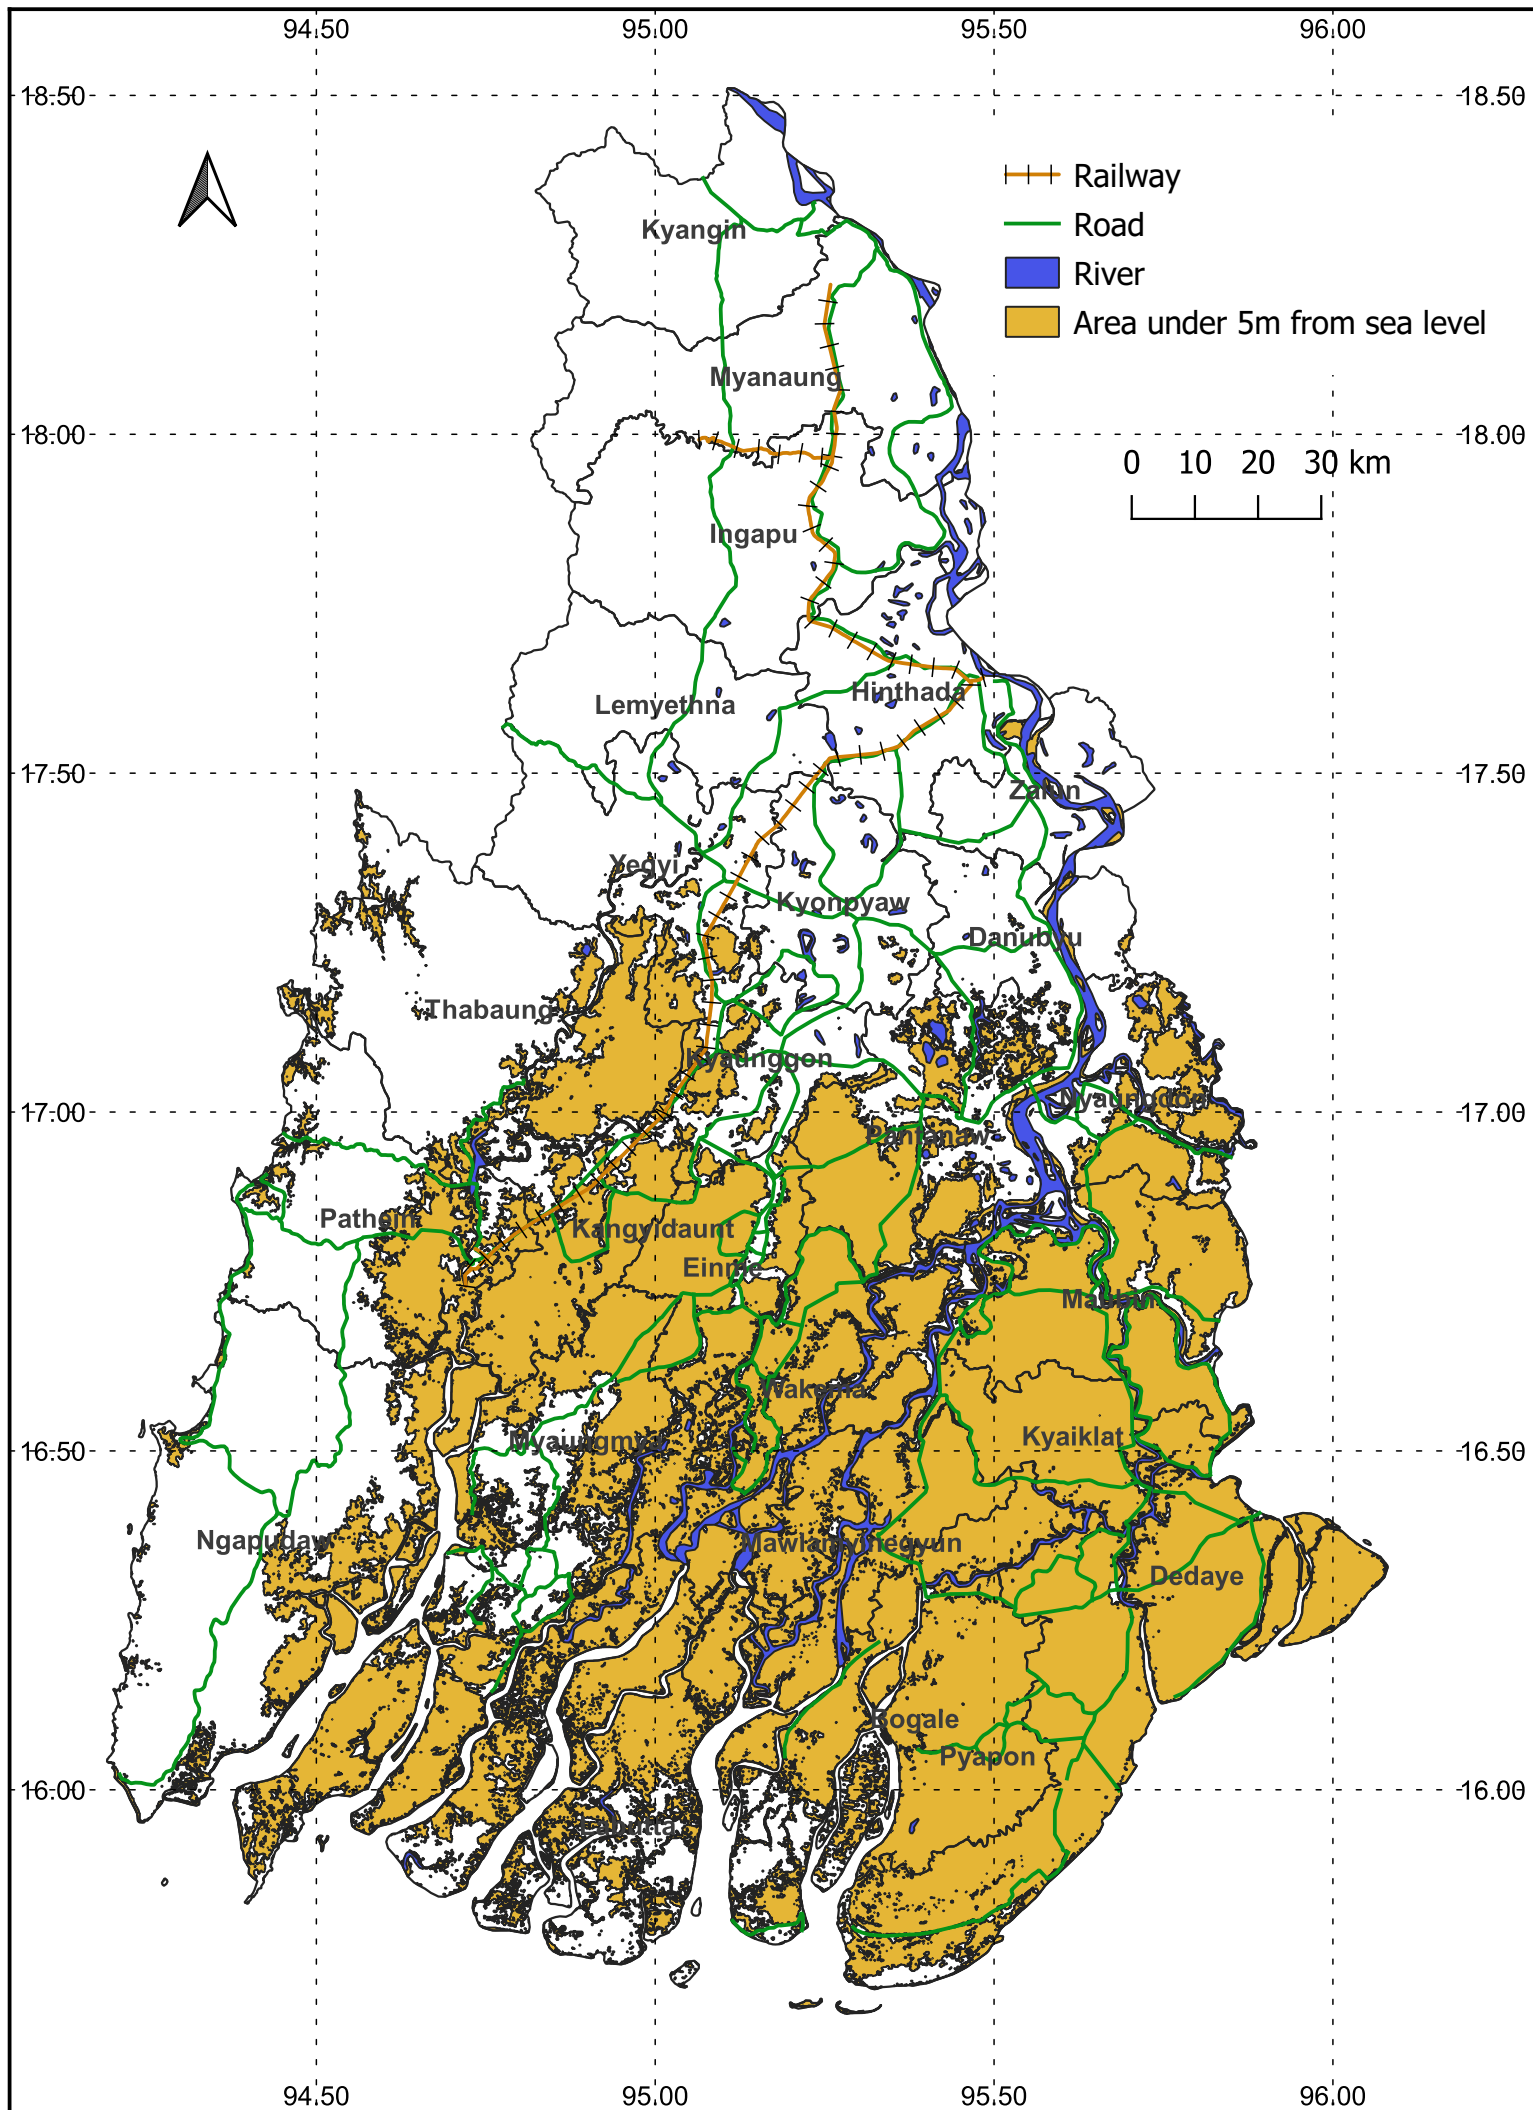 94.50 95.00 95.50 96.00
18.50 18.50
Railway
Road
Kyangin
River
Area under 5m from sea level
Myanaung
18.00 18.00
0 10 20 30 km
Ingapu
Hinthada
Lemyethna
17.50 17.50
Zalun
Yegyi
Kyonpyaw
Danubyu
Thabaung
Kyaunggon
Nyaungdon
17.00 17.00
Pantanaw
Pathein
Kangyidaunt
Einme
Maubin
Wakema
Kyaiklat
Myaungmya
16.50 16.50
Ngapudaw
Mawlamyinegyun
Dedaye
Bogale
Pyapon
16.00 16.00
Labutta
94.50 95.00 95.50 96.00